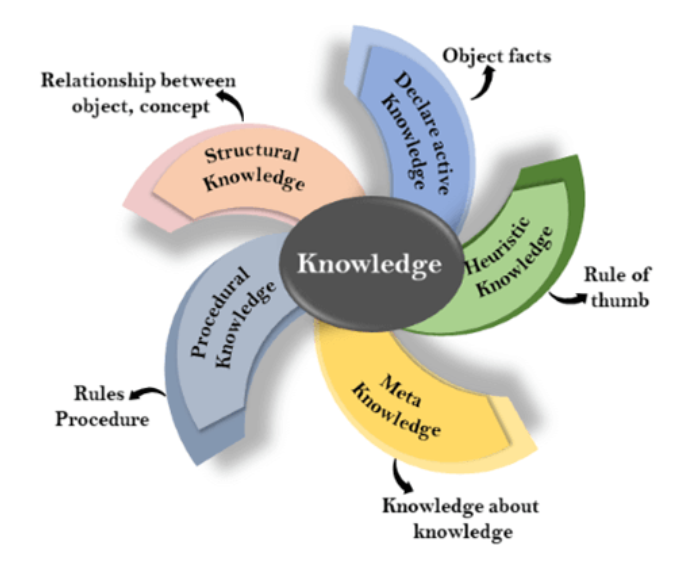 Object facts
Declare active
Knowledge
Relationship between
object, concept
Structural
Knowledge
Knowledge
Heuristic
Knowledge
Rule of
thumb
Procedural
Knowledge
Rules
Procedure
Meta
Knowledge
Knowledge about
knowledge